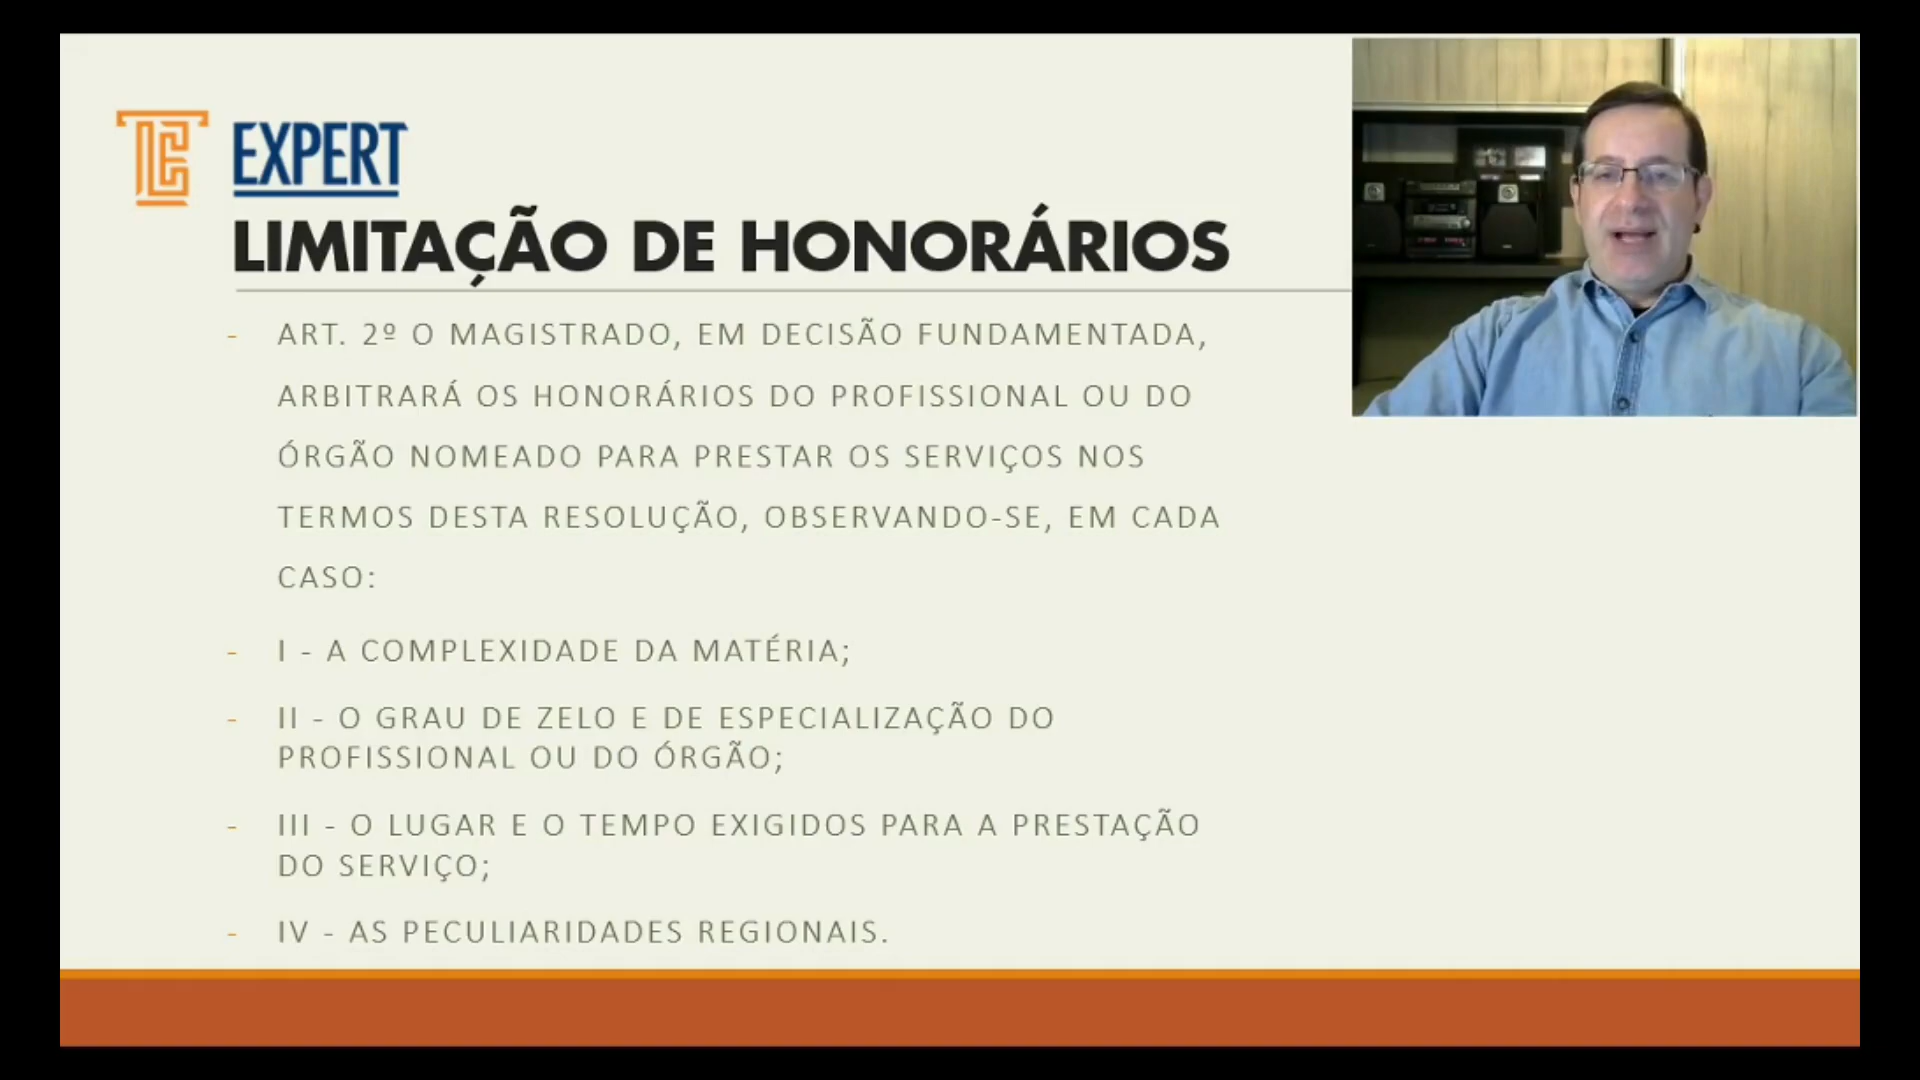 EXPERT
LIMITAÇÃO DE HONORÁRIOS
- ART. 2º O MAGISTRADO, EM DECISÃO FUNDAMENTADA,
ARBITRARÁ OS HONORÁRIOS DO PROFISSIONAL OU DO
ÓRGÃO NOMEADO PARA PRESTAR OS SERVIÇOS NOS
TERMOS DESTA RESOLUÇÃO, OBSERVANDO-SE, EM CADA
CASO:
- I - A COMPLEXIDADE DA MATÉRIA;
- II - O GRAU DE ZELO E DE ESPECIALIZAÇÃO DO
PROFISSIONAL OU DO ÓRGÃO;
- III - O LUGAR E O TEMPO EXIGIDOS PARA A PRESTAÇÃO
DO SERVIÇO;
- IV - AS PECULIARIDADES REGIONAIS.